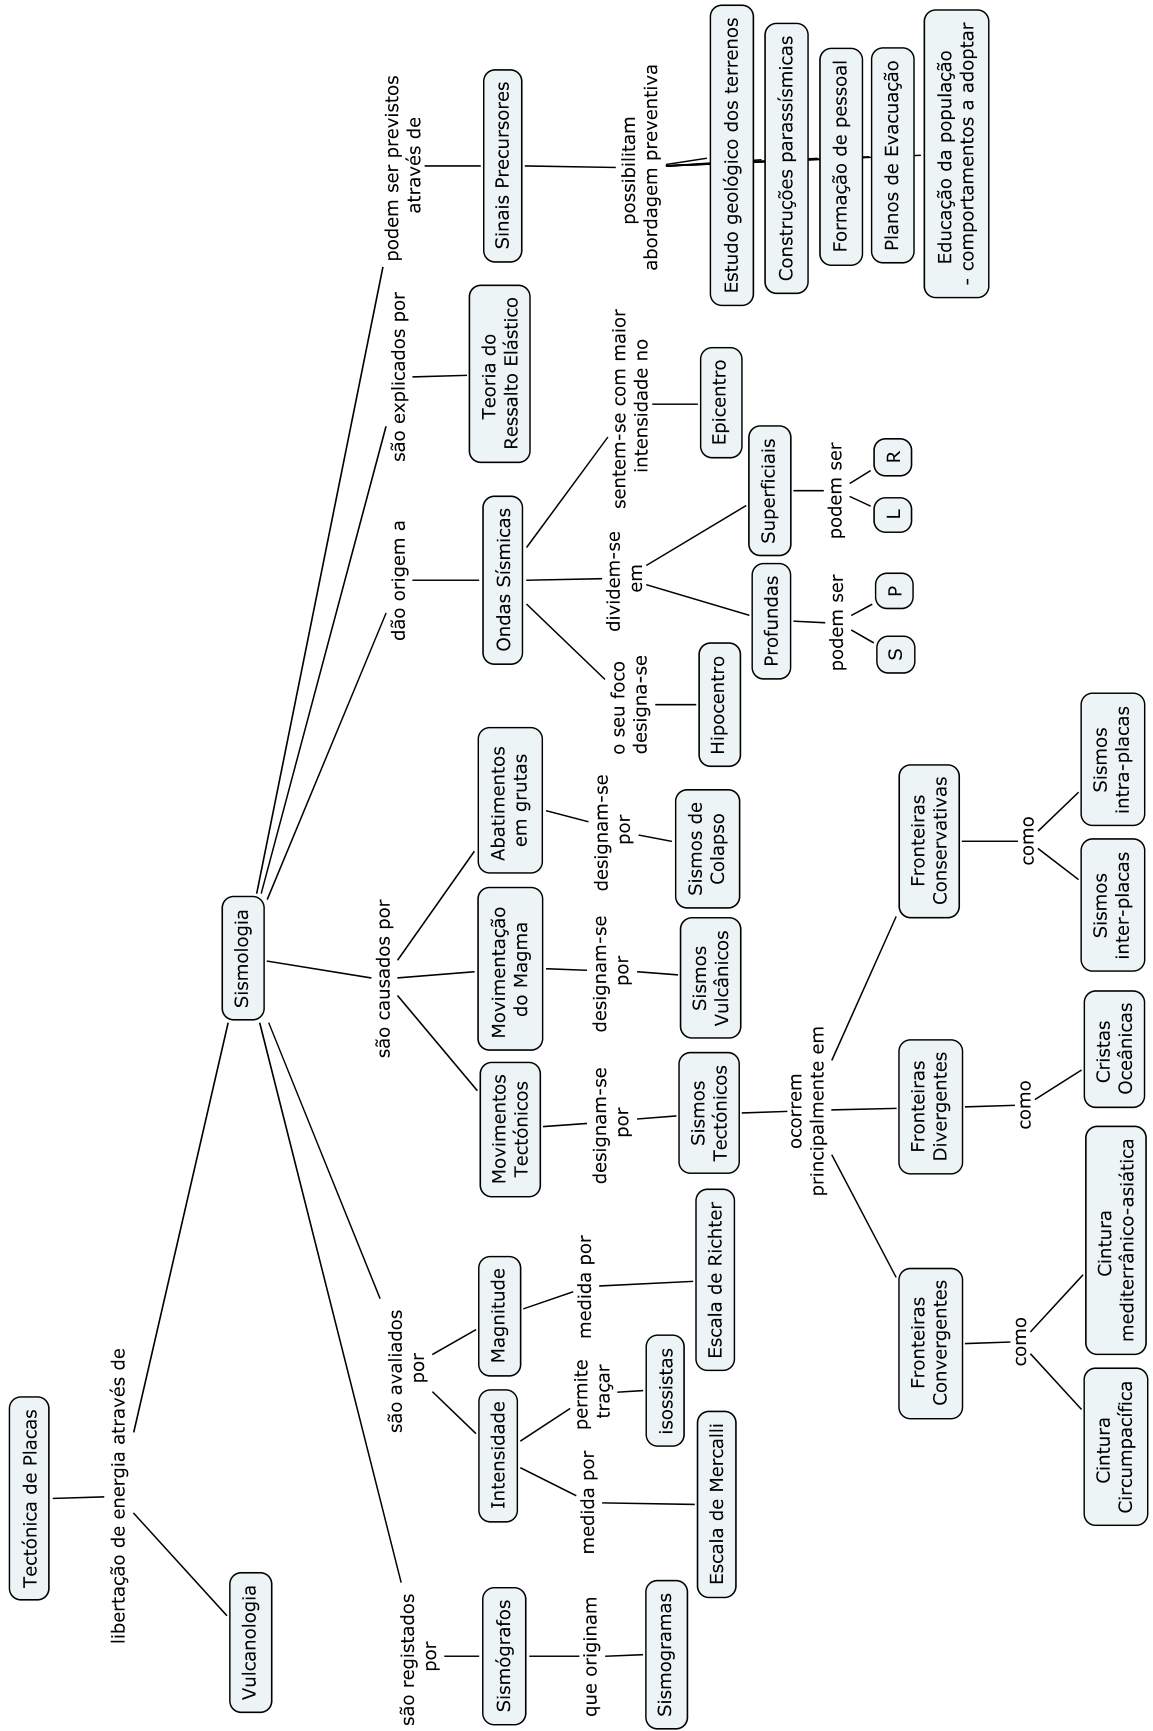 Tectónica de Placas
libertação de energia através de
Vulcanologia
Sismologia
são registados
por
Sismógrafos
que originam
Sismogramas
são avaliados
por
Intensidade
medida por
Escala de Mercalli
permite
traçar
isossistas
Magnitude
medida por
Escala de Richter
são causados por
Movimentos
Tectónicos
designam-se
por
Sismos
Tectónicos
ocorrem
principalmente em
Fronteiras
Convergentes
como
Cintura
Circumpacífica
Cintura
mediterrânico-asiática
Fronteiras
Divergentes
como
Cristas
Oceânicas
Fronteiras
Conservativas
como
Sismos
inter-placas
Sismos
intra-placas
Movimentação
do Magma
designam-se
por
Sismos
Vulcânicos
Abatimentos
em grutas
designam-se
por
Sismos de
Colapso
dão origem a
Ondas Sísmicas
o seu foco
designa-se
Hipocentro
dividem-se
em
Profundas
podem ser
S
P
Superficiais
podem ser
L
R
sentem-se com maior
intensidade no
Epicentro
são explicados por
Teoria do
Ressalto Elástico
podem ser previstos
através de
Sinais Precursores
possibilitam
abordagem preventiva
Estudo geológico dos terrenos
Construções parassísmicas
Formação de pessoal
Planos de Evacuação
Educação da população
- comportamentos a adoptar